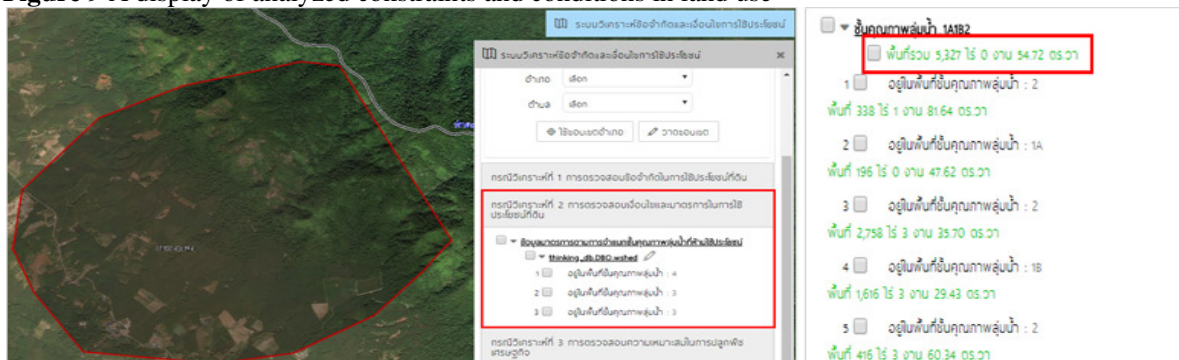 Figure 9 A display of analyzed constraints and conditions in land use
ระบบวิเคราะห์ข้อจำกัดและเงื่อนไขการใช้ประโยชน์
ระบบวิเคราะห์ข้อจำกัดและเงื่อนไขการใช้ประโยชน์ ×
อำเภอ เลือก
ตำบล เลือก
ใช้ขอบเขตอำเภอ วาดขอบเขต
กรณีวิเคราะห์ที่ 1 การตรวจสอบข้อจำกัดในการใช้ประโยชน์ที่ดิน
กรณีวิเคราะห์ที่ 2 การตรวจสอบเงื่อนไขและมาตรการในการใช้
ประโยชน์ที่ดิน
ข้อมูลมาตรการตามการจำแนกชั้นคุณภาพลุ่มน้ำที่ห้ามใช้ประโยชน์
thinking_db.DBO.wshed
1 อยู่ในพื้นที่ชั้นคุณภาพลุ่มน้ำ : 4
2 อยู่ในพื้นที่ชั้นคุณภาพลุ่มน้ำ : 3
3 อยู่ในพื้นที่ชั้นคุณภาพลุ่มน้ำ : 3
กรณีวิเคราะห์ที่ 3 การตรวจสอบความเหมาะสมในการปลูกพืช
เศรษฐกิจ
ชั้นคุณภาพลุ่มน้ำ 1A1B2
พื้นที่รวม 5,327 ไร่ 0 งาน 54.72 ตร.วา
1 อยู่ในพื้นที่ชั้นคุณภาพลุ่มน้ำ : 2
พื้นที่ 338 ไร่ 1 งาน 81.64 ตร.วา
2 อยู่ในพื้นที่ชั้นคุณภาพลุ่มน้ำ : 1A
พื้นที่ 196 ไร่ 0 งาน 47.62 ตร.วา
3 อยู่ในพื้นที่ชั้นคุณภาพลุ่มน้ำ : 2
พื้นที่ 2,758 ไร่ 3 งาน 35.70 ตร.วา
4 อยู่ในพื้นที่ชั้นคุณภาพลุ่มน้ำ : 1B
พื้นที่ 1,616 ไร่ 3 งาน 29.43 ตร.วา
5 อยู่ในพื้นที่ชั้นคุณภาพลุ่มน้ำ : 2
พื้นที่ 416 ไร่ 3 งาน 60.34 ตร.วา